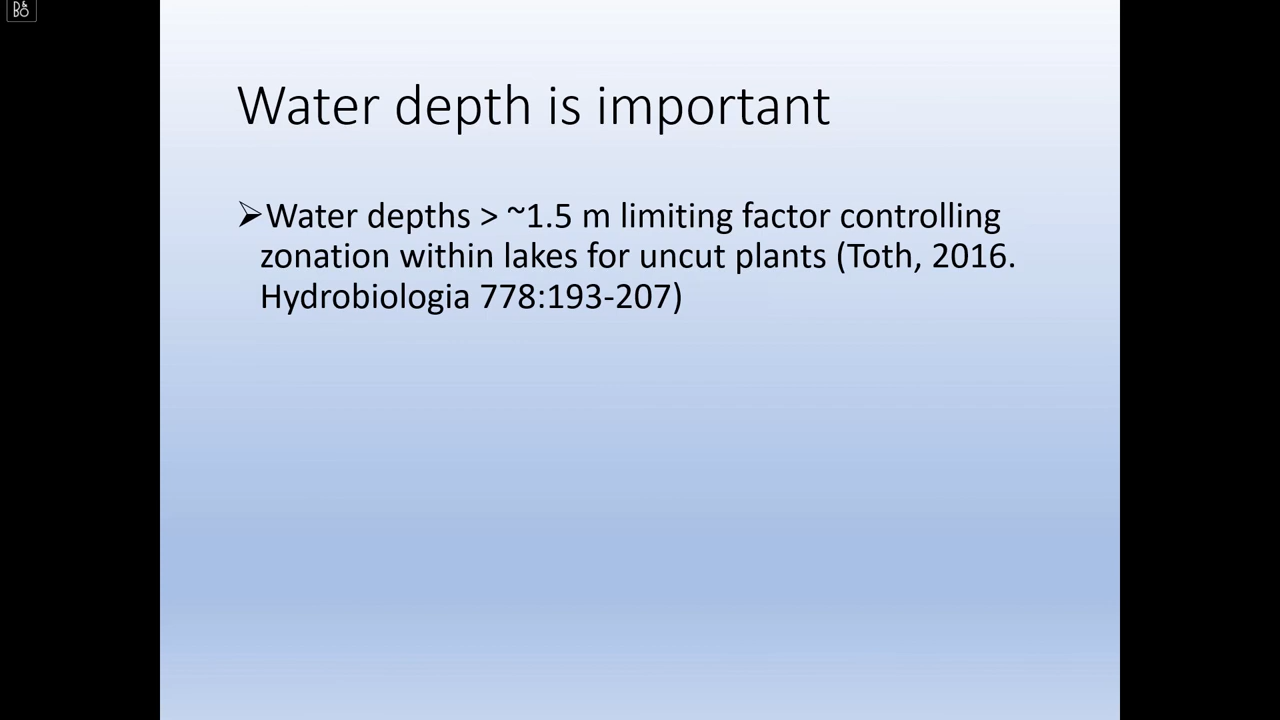 B&
BO
Water depth is important
➢Water depths > ~1.5 m limiting factor controlling
zonation within lakes for uncut plants (Toth, 2016.
Hydrobiologia 778:193-207)